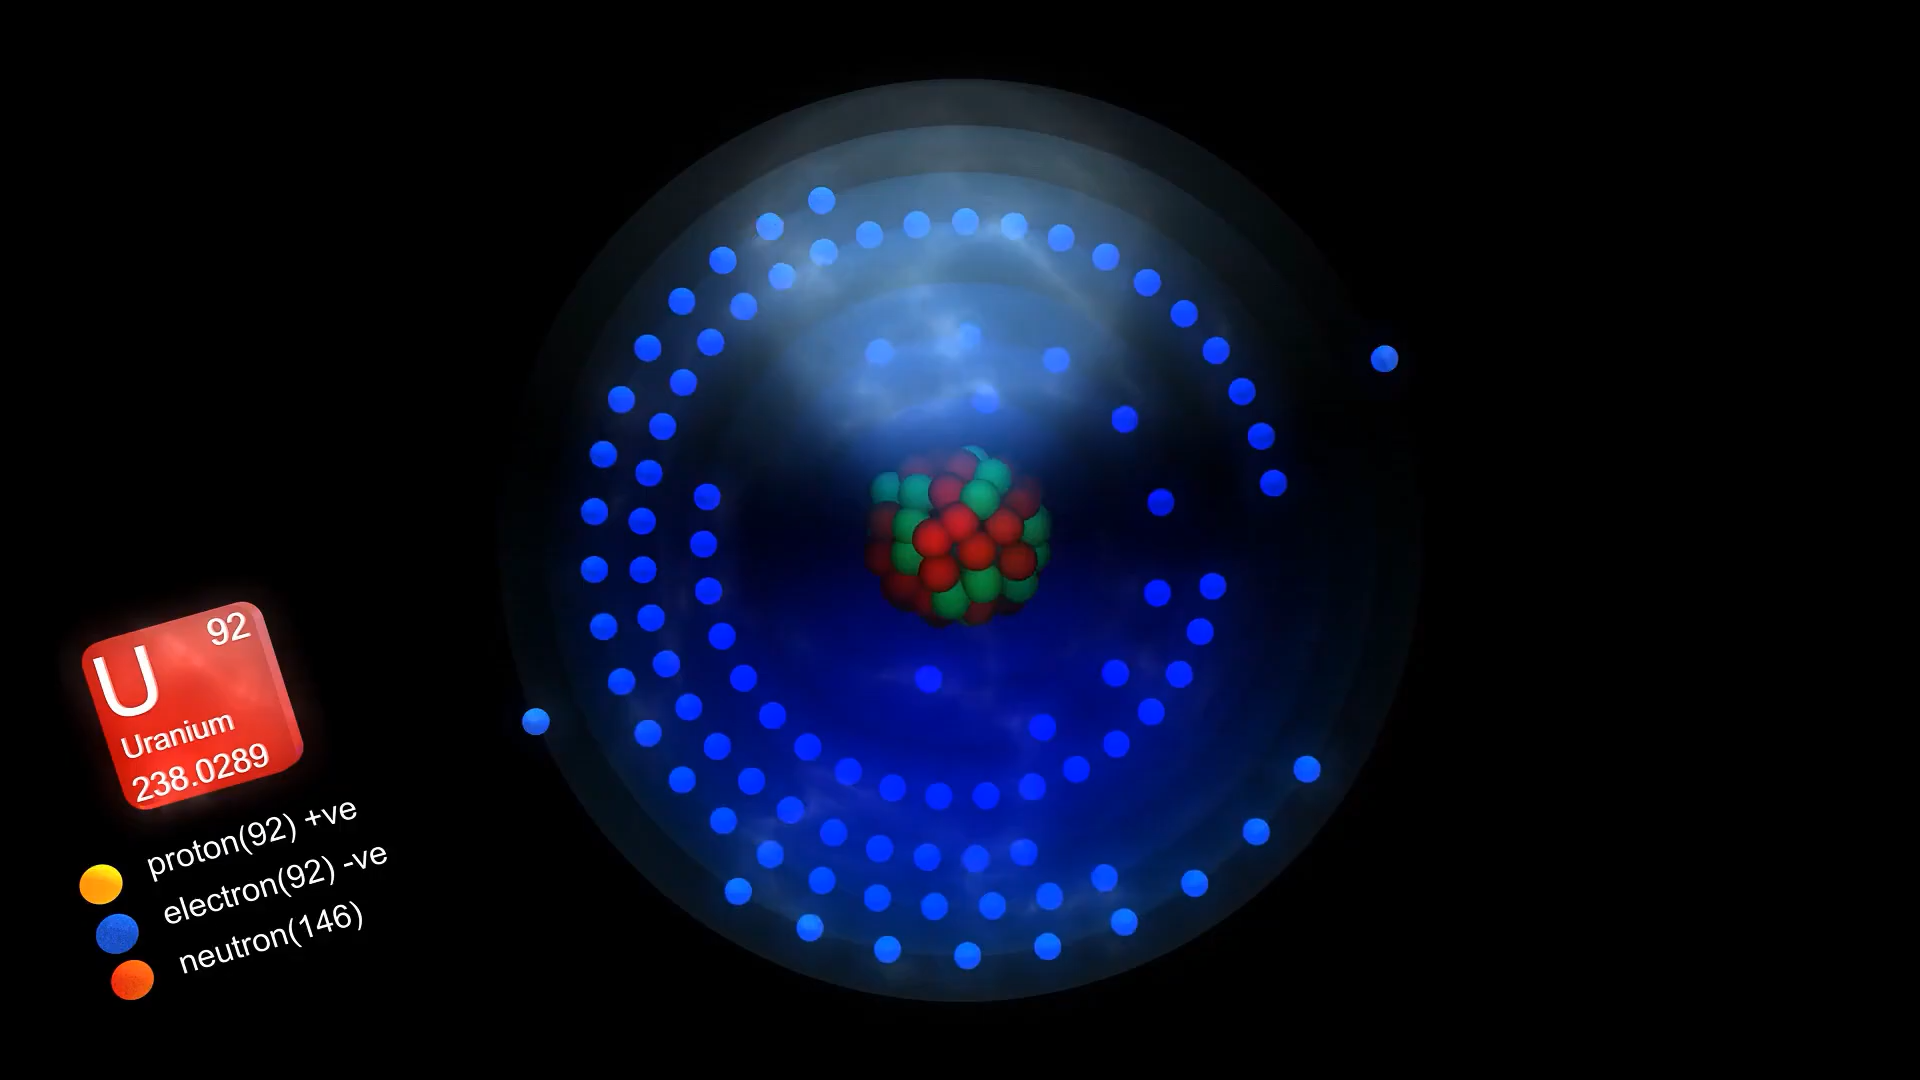 92
U
Uranium
238.0289
proton(92) +ve
electron(92) -ve
neutron(146)